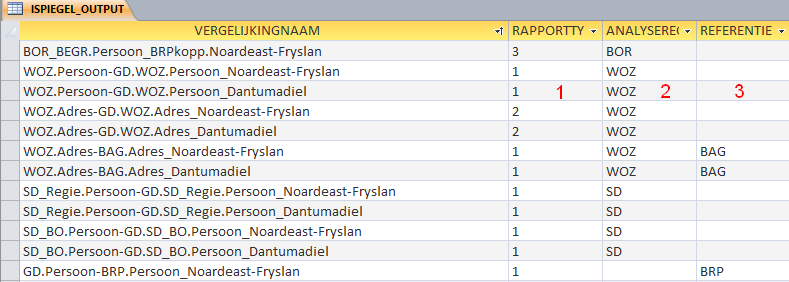 ISPIEGEL_OUTPUT
VERGELIJKINGNAAM RAPPORTTY ANALYSEREG REFERENTIE
BOR_BEGR.Persoon_BRPkopp.Noardeast-Fryslan 3 BOR
WOZ.Persoon-GD.WOZ.Persoon_Noardeast-Fryslan 1 WOZ
WOZ.Persoon-GD.WOZ.Persoon_Dantumadiel 1 1 WOZ 2 3
WOZ.Adres-GD.WOZ.Adres_Noardeast-Fryslan 2 WOZ
WOZ.Adres-GD.WOZ.Adres_Dantumadiel 2 WOZ
WOZ.Adres-BAG.Adres_Noardeast-Fryslan 1 WOZ BAG
WOZ.Adres-BAG.Adres_Dantumadiel 1 WOZ BAG
SD_Regie.Persoon-GD.SD_Regie.Persoon_Noardeast-Fryslan 1 SD
SD_Regie.Persoon-GD.SD_Regie.Persoon_Dantumadiel 1 SD
SD_BO.Persoon-GD.SD_BO.Persoon_Noardeast-Fryslan 1 SD
SD_BO.Persoon-GD.SD_BO.Persoon_Dantumadiel 1 SD
GD.Persoon-BRP.Persoon_Noardeast-Fryslan 1 BRP